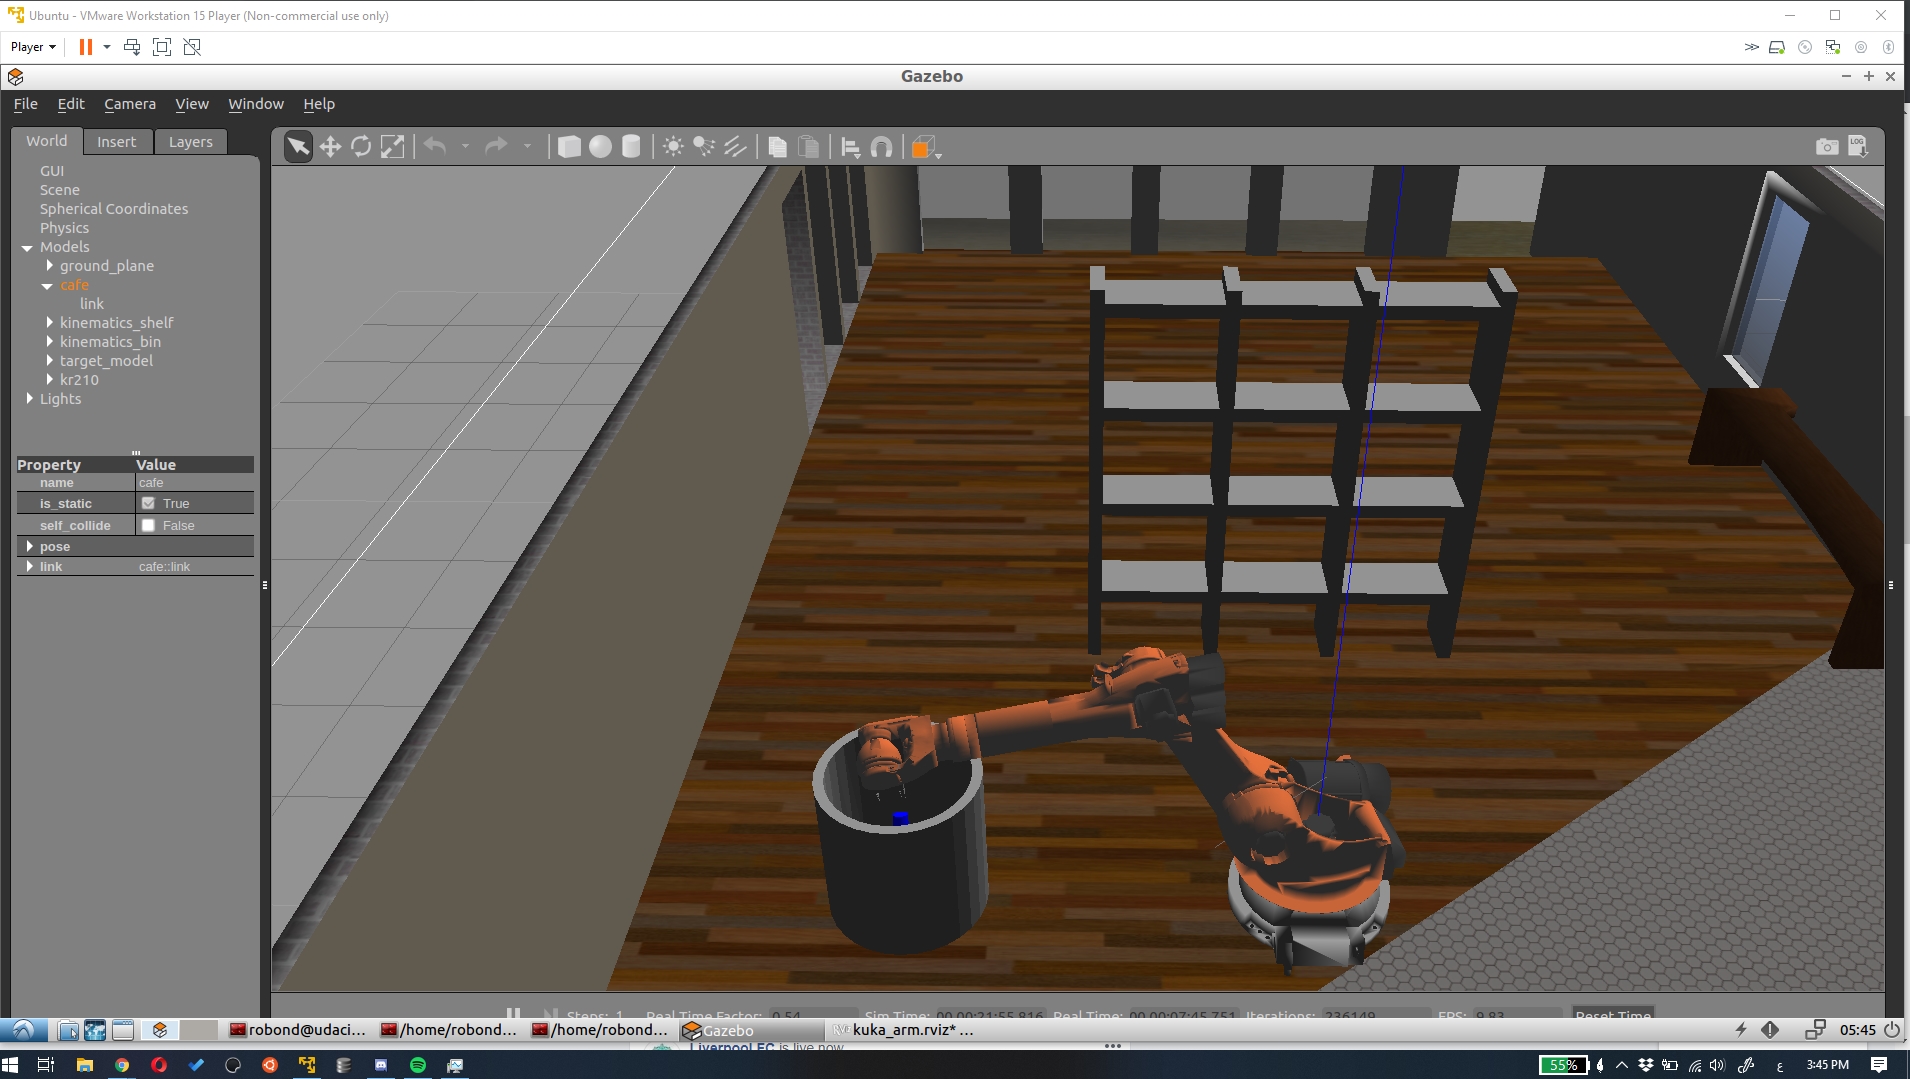 Ubuntu - VMware Workstation 15 Player (Non-commercial use only)
Player
Gazebo
File Edit Camera View Window Help
World Insert Layers
LOG
GUI
Scene
Spherical Coordinates
Physics
Models
ground_plane
cafe
link
kinematics_shelf
kinematics_bin
target_model
kr210
Lights
Property Value
name cafe
is_static True
self_collide False
pose
link cafe::link
Steps: 1 Real Time Factor: 0.54 Sim Time: 00 00:21:55.816 Real Time: 00 00:07:45.751 Iterations: 236149 FPS: 9.83 Reset Time
robond@udaci... /home/robond... /home/robond... Gazebo RViz kuka_arm.rviz* ... 05:45
Liverpool FC is live now
55% ع 3:45 PM